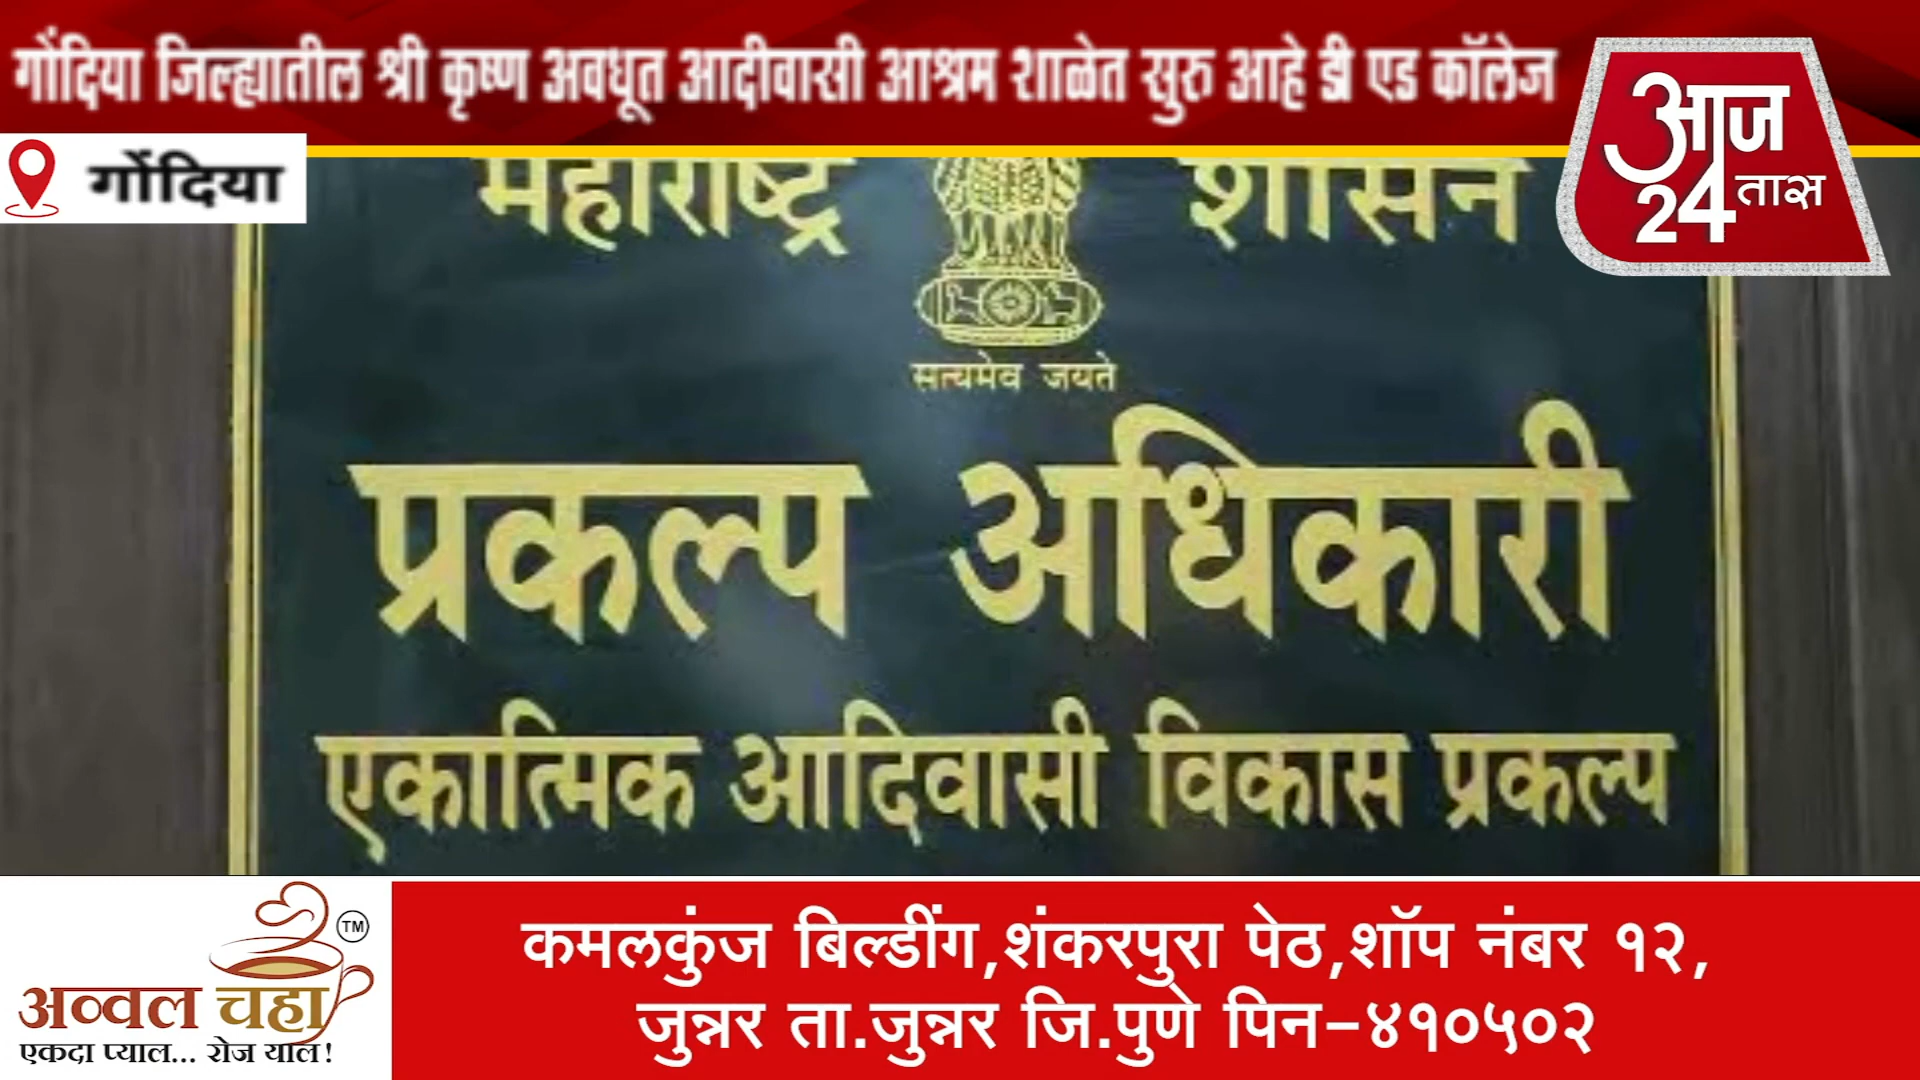 गोंदिया जिल्ह्यातील श्री कृष्ण अवधूत आदीवासी आश्रम शाळेत सुरु आहे डी एड कॉलेज
आज
24 तास
गोंदिया
महाराष्ट्र शासन
सत्यमेव जयते
प्रकल्प अधिकारी
एकात्मिक आदिवासी विकास प्रकल्प
TM
अव्वल चहा
एकदा प्याल... रोज याल!
कमलकुंज बिल्डींग,शंकरपुरा पेठ,शॉप नंबर १२,
जुन्नर ता.जुन्नर जि.पुणे पिन-४१०५०२